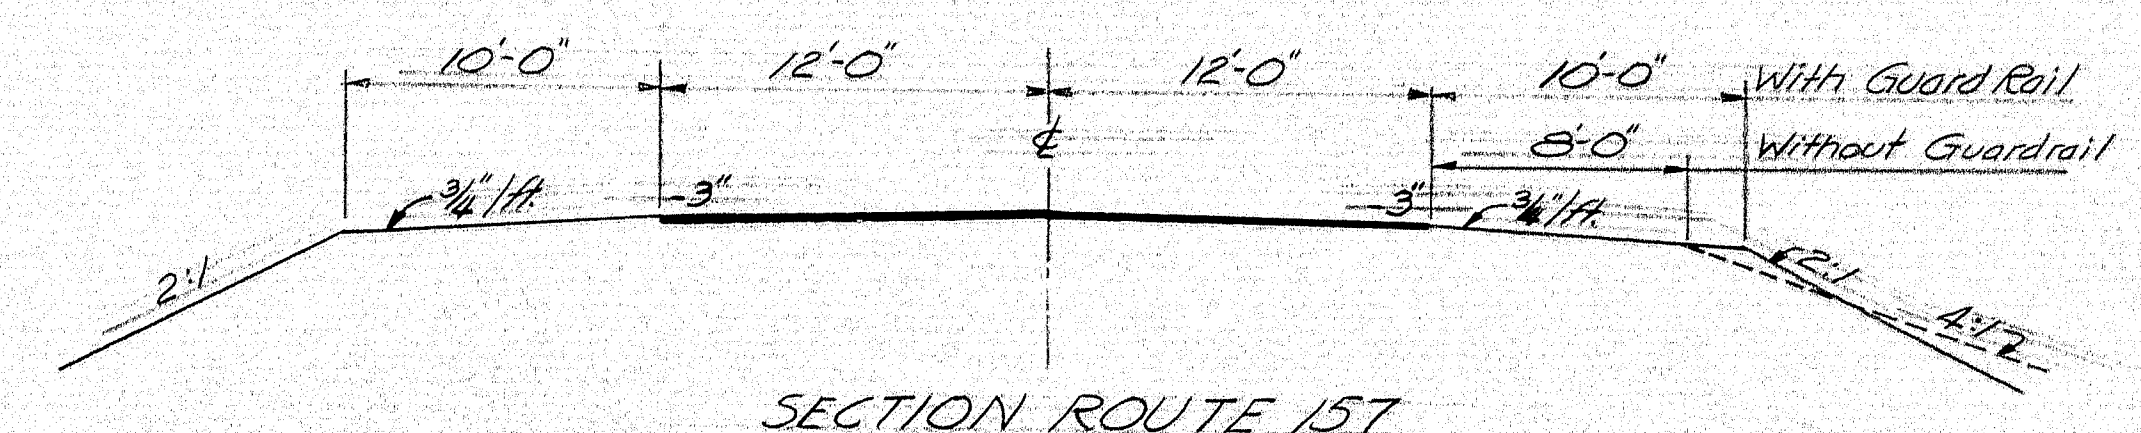 10'-0" 12'-0" 12'-0" 10'-0" With Guard Rail
℄ 8'-0" Without Guardrail
3/4"/ft. -3" -3" 3/4"/ft.
2:1 2:1
4:1
SECTION ROUTE 157